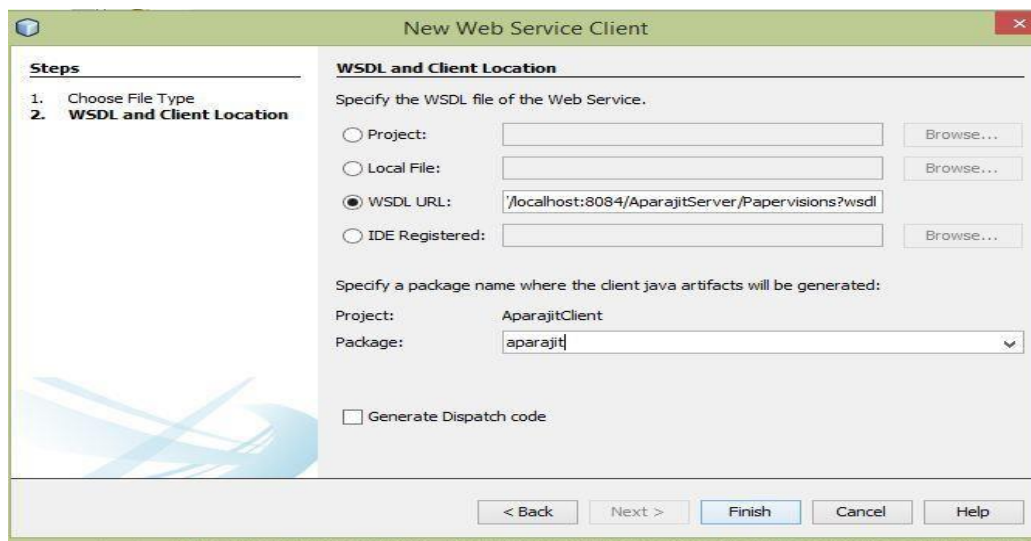 New Web Service Client
Steps
1. Choose File Type
2. WSDL and Client Location
WSDL and Client Location
Specify the WSDL file of the Web Service.
Project: Browse...
Local File: Browse...
WSDL URL: '/localhost:8084/AparajitServer/Papervisions?wsdl
IDE Registered: Browse...
Specify a package name where the client java artifacts will be generated:
Project: AparajitClient
Package: aparajit
Generate Dispatch code
< Back Next > Finish Cancel Help